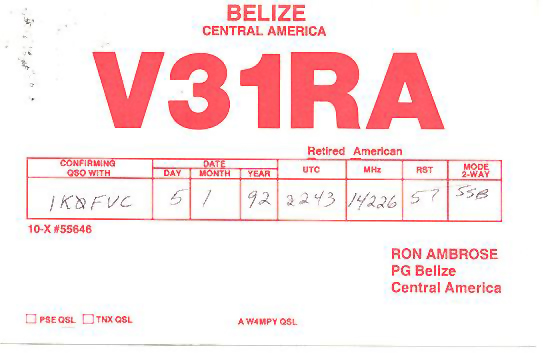 BELIZE
CENTRAL AMERICA
V31RA
Retired American
CONFIRMING QSO WITH DATE DAY MONTH YEAR UTC MHz RST MODE 2-WAY
IKØFVC 5 1 92 2243 14226 57 SSB
10-X #55646
RON AMBROSE
PG Belize
Central America
PSE QSL TNX QSL A W4MPY QSL